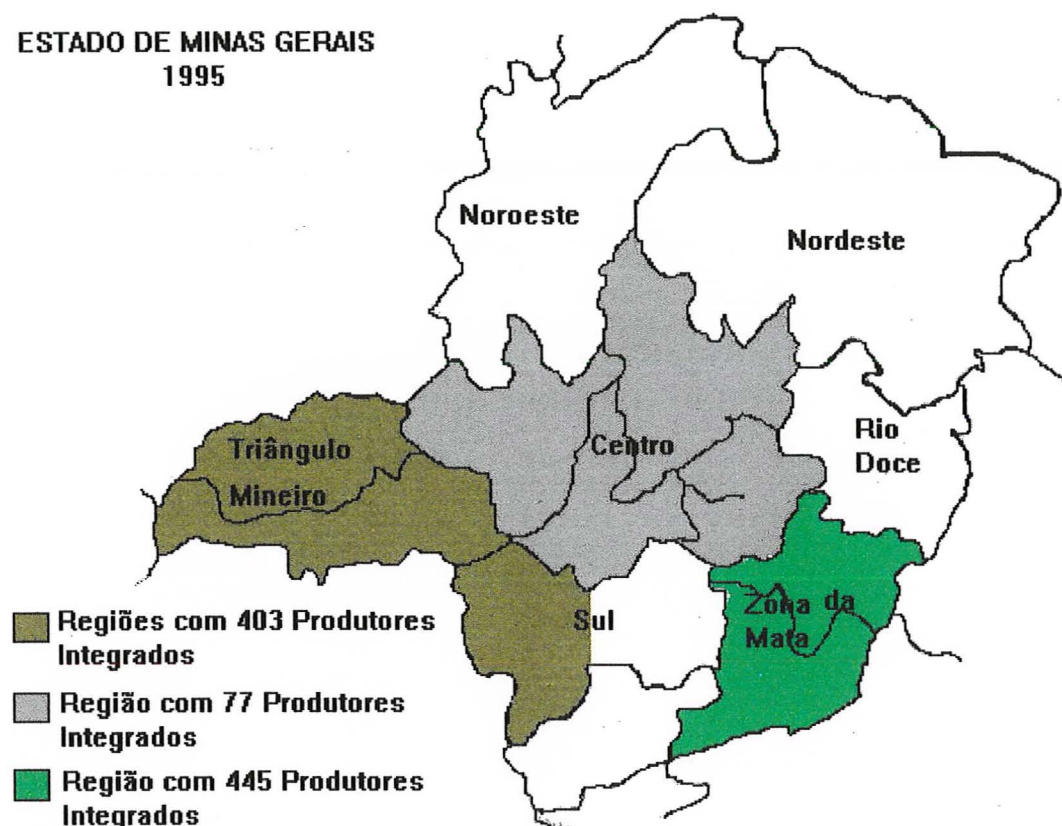 ESTADO DE MINAS GERAIS
1995
Noroeste
Nordeste
Triângulo
Mineiro
Centro
Rio
Doce
Sul
Zona da
Mata
Regiões com 403 Produtores
Integrados
Região com 77 Produtores
Integrados
Região com 445 Produtores
Integrados